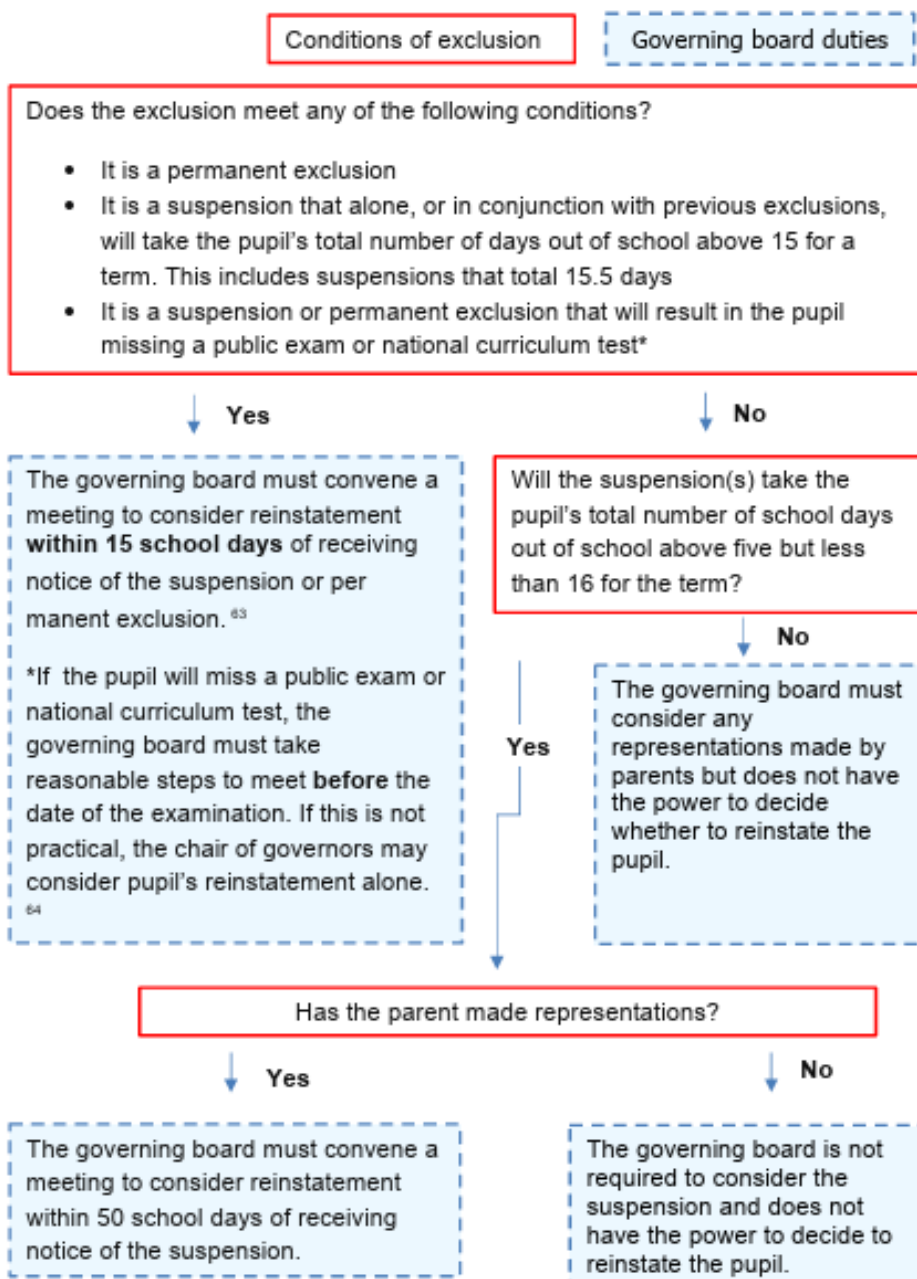 Conditions of exclusion
Governing board duties
Does the exclusion meet any of the following conditions?
• It is a permanent exclusion
• It is a suspension that alone, or in conjunction with previous exclusions,
will take the pupil's total number of days out of school above 15 for a
term. This includes suspensions that total 15.5 days
• It is a suspension or permanent exclusion that will result in the pupil
missing a public exam or national curriculum test*
Yes
No
The governing board must convene a
meeting to consider reinstatement
within 15 school days of receiving
notice of the suspension or per
manent exclusion. 63
*If the pupil will miss a public exam or
national curriculum test, the
governing board must take
reasonable steps to meet before the
date of the examination. If this is not
practical, the chair of governors may
consider pupil's reinstatement alone.
64
Will the suspension(s) take the
pupil's total number of school days
out of school above five but less
than 16 for the term?
No
Yes
The governing board must
consider any
representations made by
parents but does not have
the power to decide
whether to reinstate the
pupil.
Has the parent made representations?
Yes
No
The governing board must convene a
meeting to consider reinstatement
within 50 school days of receiving
notice of the suspension.
The governing board is not
required to consider the
suspension and does not
have the power to decide to
reinstate the pupil.